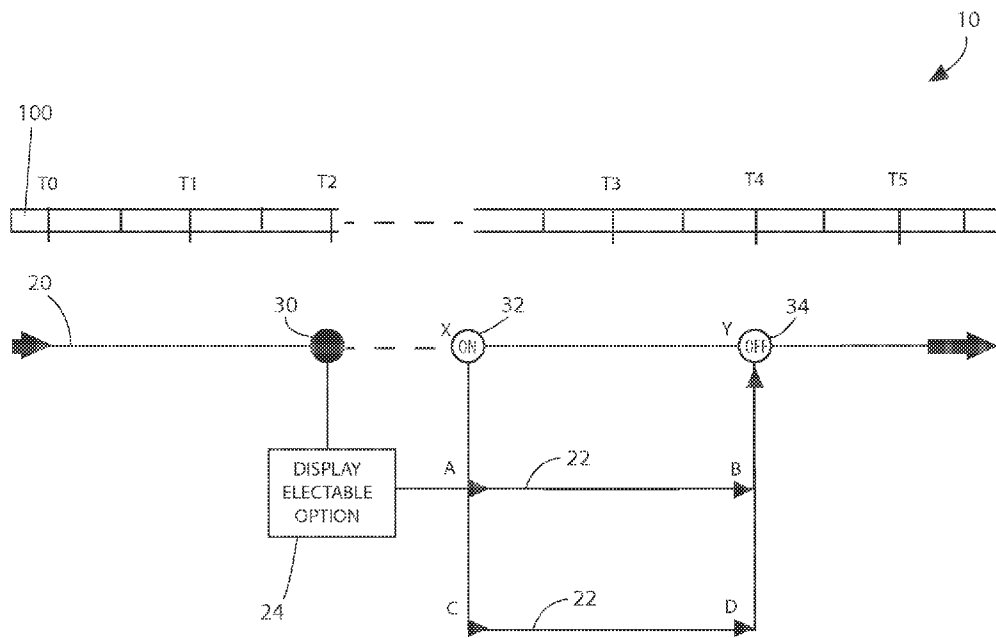 10
100
T0 T1 T2 T3 T4 T5
20 30 X 32 Y 34
ON OFF
DISPLAY
ELECTABLE
OPTION
A 22 B
24
C 22 D